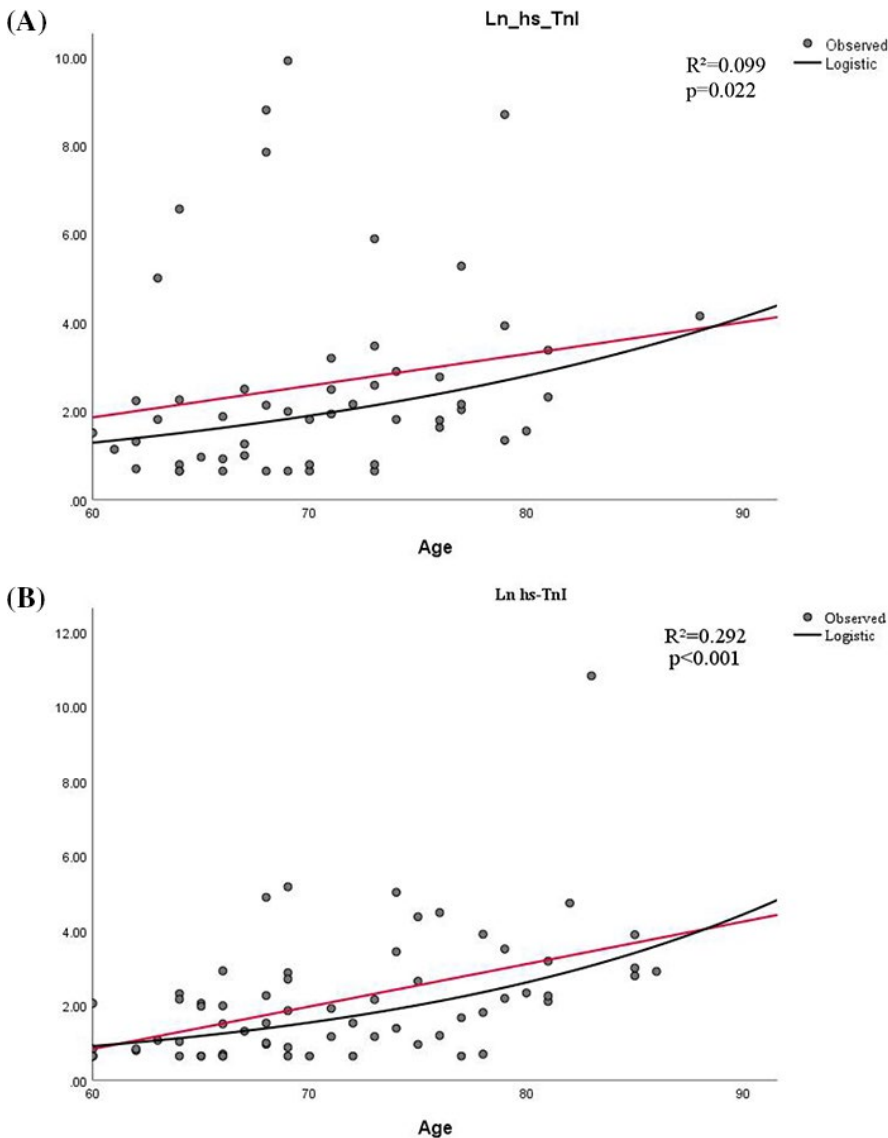 (A)
Ln_hs_TnI
Observed
Logistic
R²=0.099
p=0.022
10.00
8.00
6.00
4.00
2.00
.00
60
70
80
90
Age
(B)
Ln hs-TnI
Observed
Logistic
R²=0.292
p<0.001
12.00
10.00
8.00
6.00
4.00
2.00
.00
60
70
80
90
Age